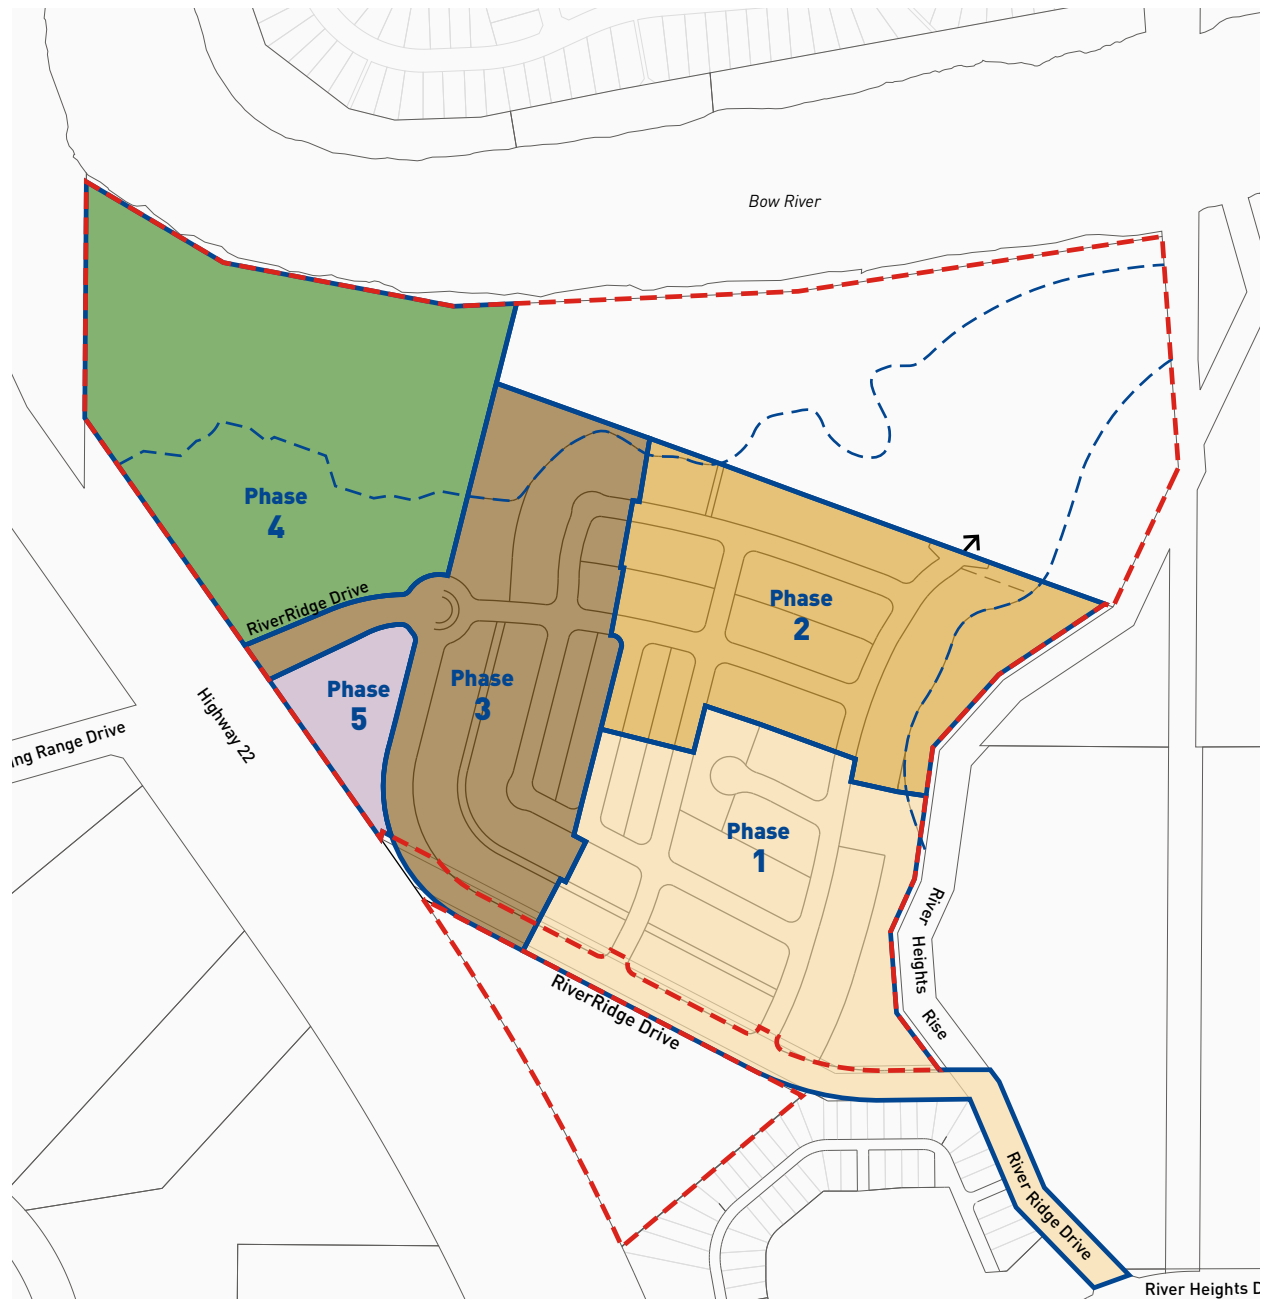 Bow River
Phase
4
RiverRidge Drive
Phase
2
Phase
5
Phase
3
Highway 22
ing Range Drive
Phase
1
River
Heights
Rise
RiverRidge Drive
River Ridge Drive
River Heights D